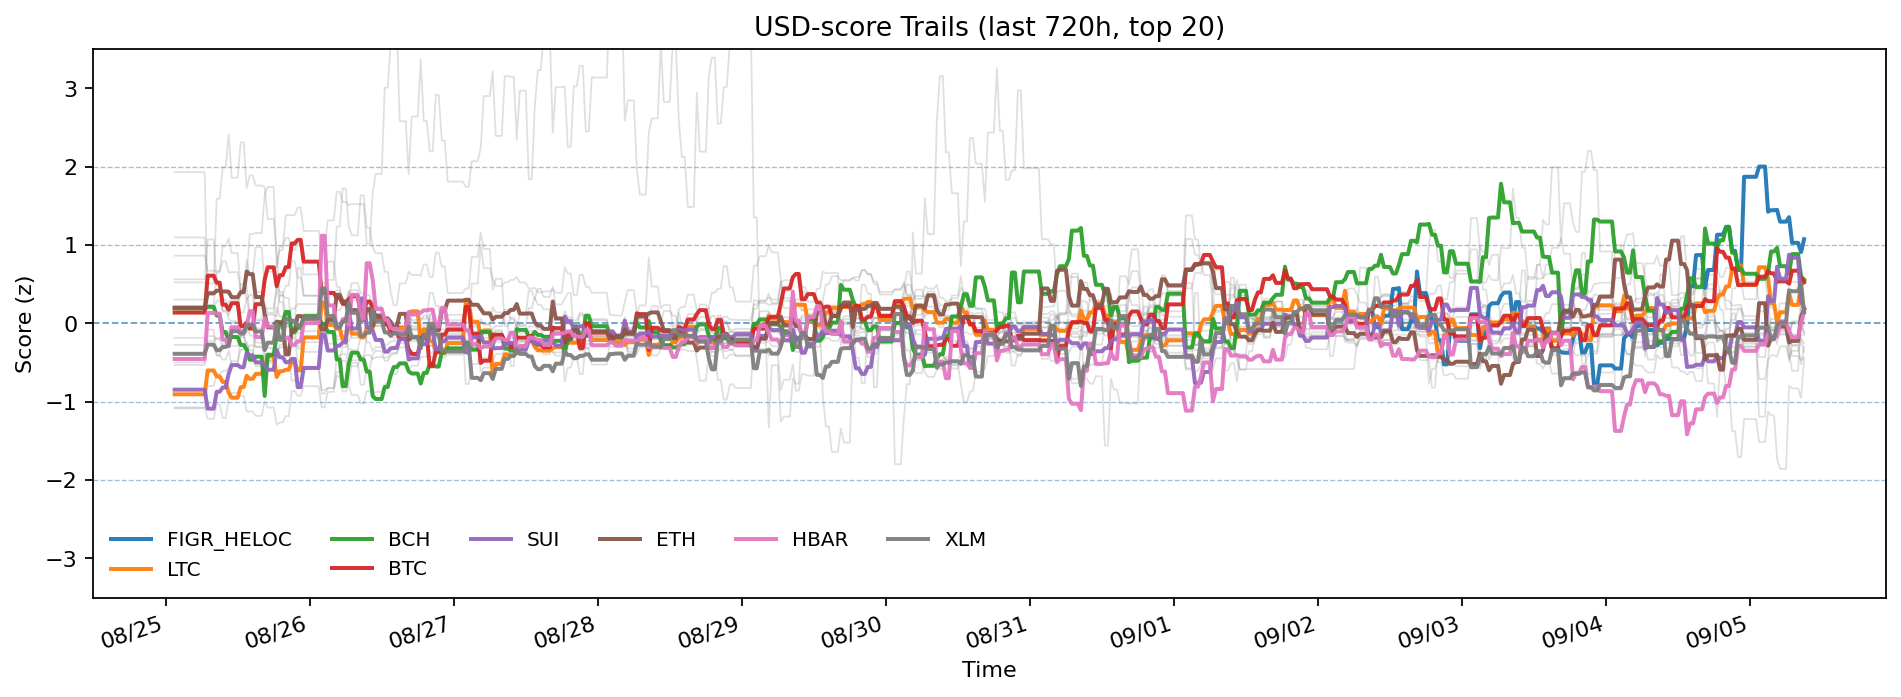 USD-score Trails (last 720h, top 20)
Score (z)
3
2
1
0
−1
−2
−3
FIGR_HELOC BCH SUI ETH HBAR XLM
LTC BTC
08/25 08/26 08/27 08/28 08/29 08/30 08/31 09/01 09/02 09/03 09/04 09/05
Time